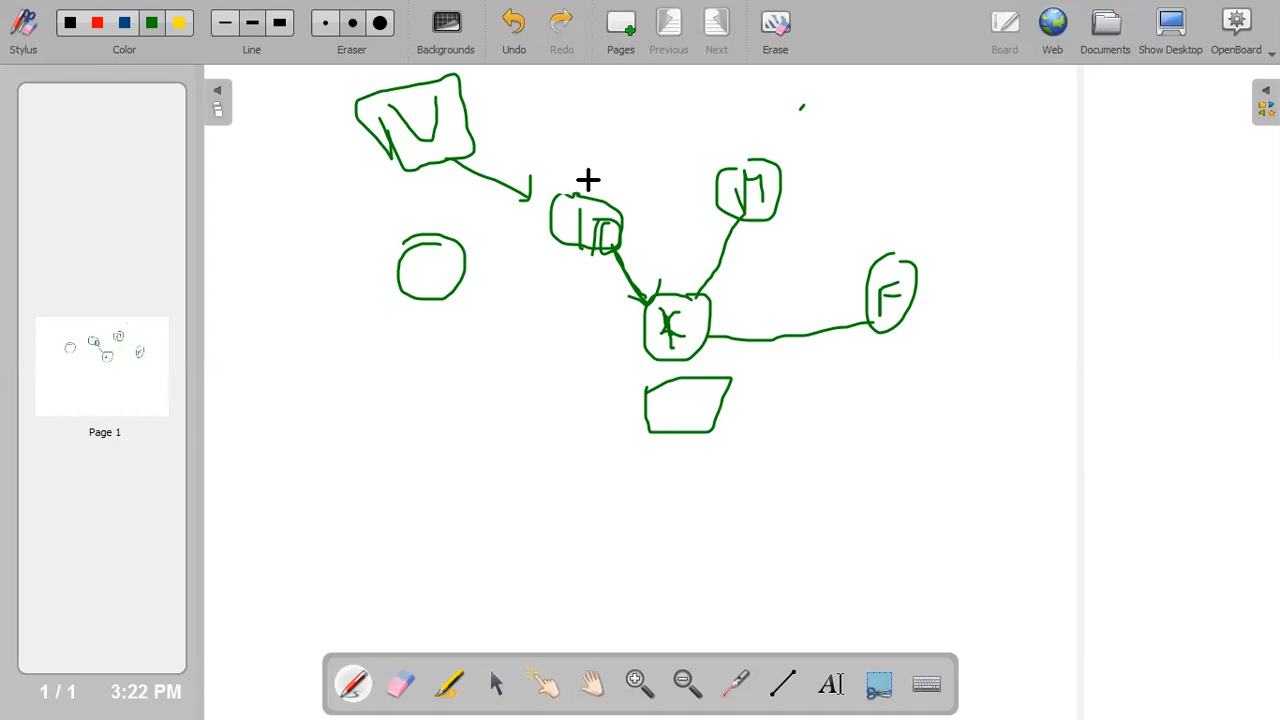 Stylus
Color
Line
Eraser
Backgrounds
Undo
Redo
Pages
Previous
Next
Erase
Board
Web
Documents
Show Desktop
OpenBoard
M
F
Page 1
1 / 1 3:22 PM